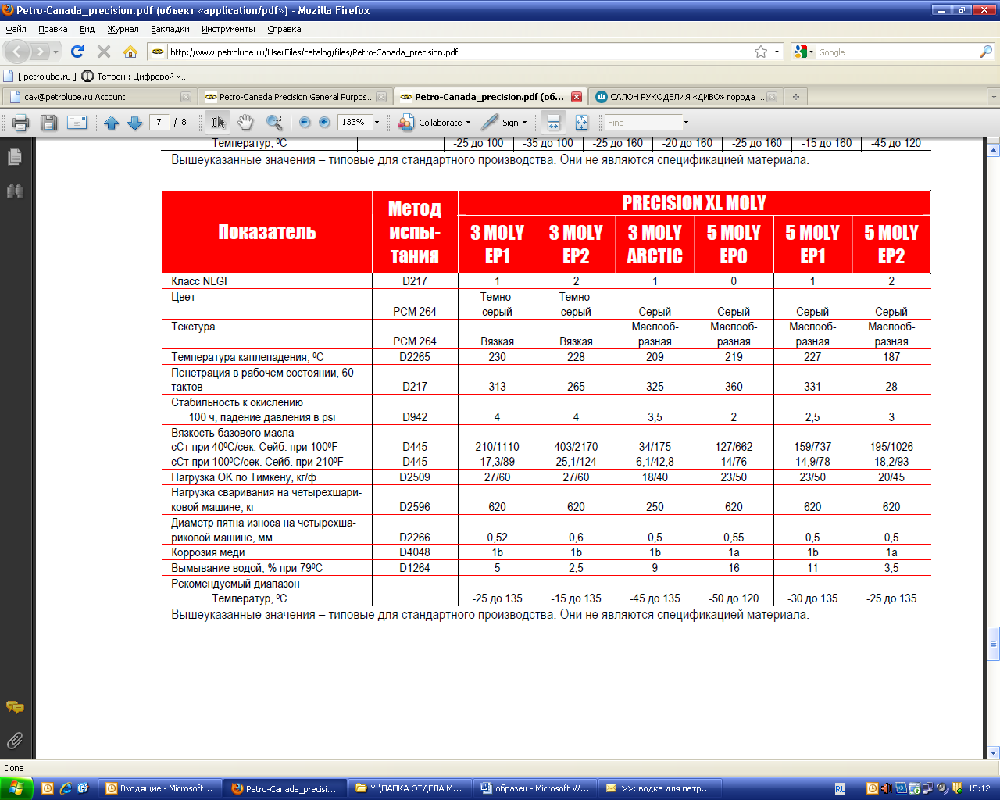 Petro-Canada_precision.pdf (объект «application/pdf») - Mozilla Firefox
Файл Правка Вид Журнал Закладки Инструменты Справка
http://www.petrolube.ru/UserFiles/catalog/files/Petro-Canada_precision.pdf Google
[ petrolube.ru ] Тетрон : Цифровой м...
cav@petrolube.ru Account Petro-Canada Precision General Purpos... Petro-Canada_precision.pdf (об... САЛОН РУКОДЕЛИЯ «ДИВО» города ...
7 / 8 133% Collaborate Sign Find
Температур, ⁰С -25 до 100 -35 до 100 -25 до 160 -20 до 160 -25 до 160 -15 до 160 -45 до 120
Вышеуказанные значения – типовые для стандартного производства. Они не являются спецификацией материала.
Показатель Метод испы- тания PRECISION XL MOLY
3 MOLY 3 MOLY 3 MOLY 5 MOLY 5 MOLY 5 MOLY
EP1 EP2 ARCTIC EP0 EP1 EP2
Класс NLGI D217 1 2 1 0 1 2
Цвет Темно- Темно-
PCM 264 серый серый Серый Серый Серый Серый
Текстура Маслооб- Маслооб- Маслооб- Маслооб-
PCM 264 Вязкая Вязкая разная разная разная разная
Температура каплепадения, ⁰С D2265 230 228 209 219 227 187
Пенетрация в рабочем состоянии, 60
тактов D217 313 265 325 360 331 28
Стабильность к окислению
100 ч, падение давления в psi D942 4 4 3,5 2 2,5 3
Вязкость базового масла
сСт при 40⁰С/сек. Сейб. при 100⁰F D445 210/1110 403/2170 34/175 127/662 159/737 195/1026
сСт при 100⁰С/сек. Сейб. при 210⁰F D445 17,3/89 25,1/124 6,1/42,8 14/76 14,9/78 18,2/93
Нагрузка ОК по Тимкену, кг/ф D2509 27/60 27/60 18/40 23/50 23/50 20/45
Нагрузка сваривания на четырехшари-
ковой машине, кг D2596 620 620 250 620 620 620
Диаметр пятна износа на четырехша-
риковой машине, мм D2266 0,52 0,6 0,5 0,55 0,5 0,5
Коррозия меди D4048 1b 1b 1b 1a 1b 1a
Вымывание водой, % при 79⁰С D1264 5 2,5 9 16 11 3,5
Рекомендуемый диапазон
Температур, ⁰С -25 до 135 -15 до 135 -45 до 135 -50 до 120 -30 до 135 -25 до 135
Вышеуказанные значения – типовые для стандартного производства. Они не являются спецификацией материала.
Done
пуск Входящие - Microsoft... Petro-Canada_precisi... Y:\ПАПКА ОТДЕЛА М... образец - Microsoft W... >>: водка для петр... RL 15:12